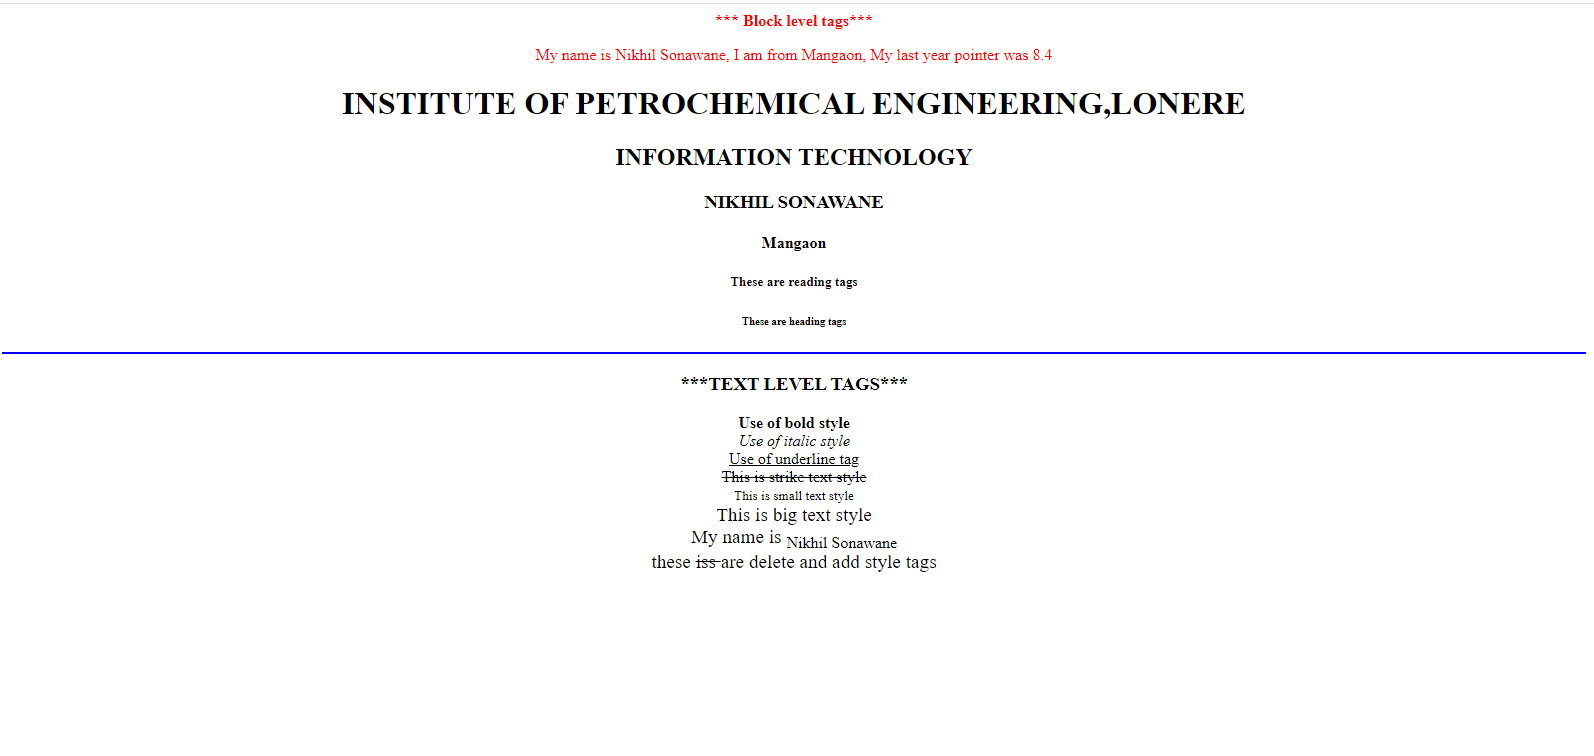 *** Block level tags***
My name is Nikhil Sonawane, I am from Mangaon, My last year pointer was 8.4
INSTITUTE OF PETROCHEMICAL ENGINEERING,LONERE
INFORMATION TECHNOLOGY
NIKHIL SONAWANE
Mangaon
These are reading tags
These are heading tags
***TEXT LEVEL TAGS***
Use of bold style
Use of italic style
Use of underline tag
This is strike text style
This is small text style
This is big text style
My name is Nikhil Sonawane
these iss are delete and add style tags